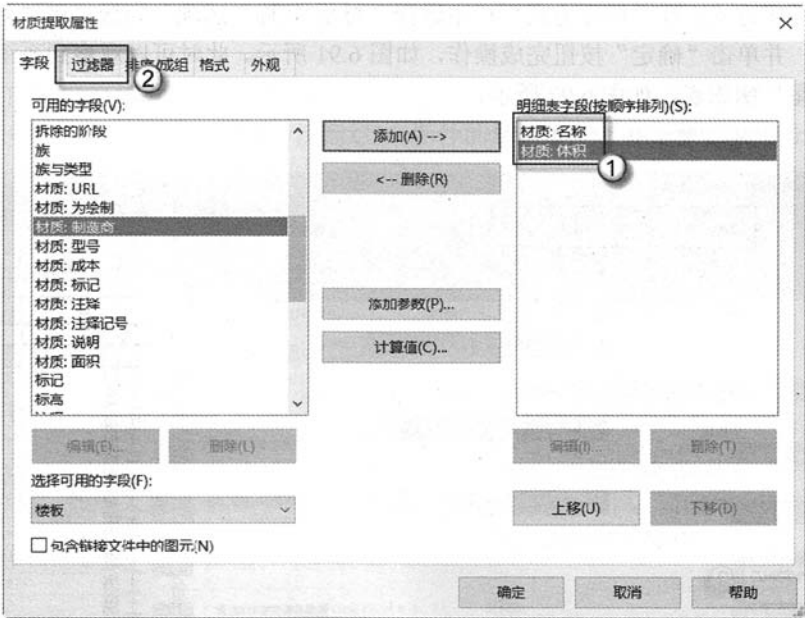 材质提取属性
字段 过滤器 排序/成组 格式 外观
②
可用的字段(V):
拆除的阶段
族
族与类型
材质: URL
材质: 为绘制
材质: 制造商
材质: 型号
材质: 成本
材质: 标记
材质: 注释
材质: 注释记号
材质: 说明
材质: 面积
标记
标高
添加(A) -->
<-- 删除(R)
添加参数(P)...
计算值(C)...
明细表字段(按顺序排列)(S):
材质: 名称
材质: 体积
①
编辑(E)...
删除(L)
编辑(I)...
删除(T)
选择可用的字段(F):
楼板
上移(U)
下移(D)
包含链接文件中的图元(N)
确定
取消
帮助